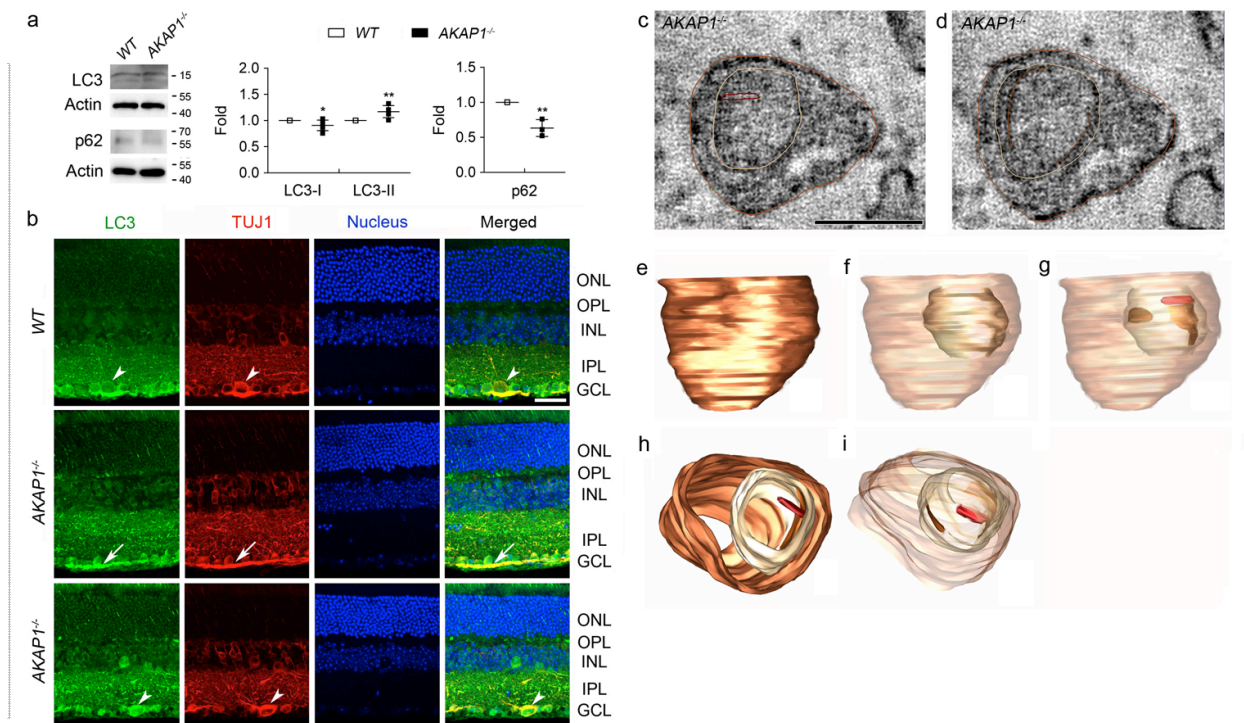 a
WT AKAP1-/-
WT AKAP1-/-
LC3
- 15
Actin
- 55
- 40
p62
- 70
- 55
Actin
- 55
- 40
Fold
2.0
1.5
1.0
0.5
0.0
* **
LC3-I LC3-II
Fold
1.5
1.0
0.5
0.0
**
p62
b
LC3 TUJ1 Nucleus Merged
WT
ONL
OPL
INL
IPL
GCL
AKAP1-/-
ONL
OPL
INL
IPL
GCL
AKAP1-/-
ONL
OPL
INL
IPL
GCL
c AKAP1-/-
d AKAP1-/-
e f g
h i